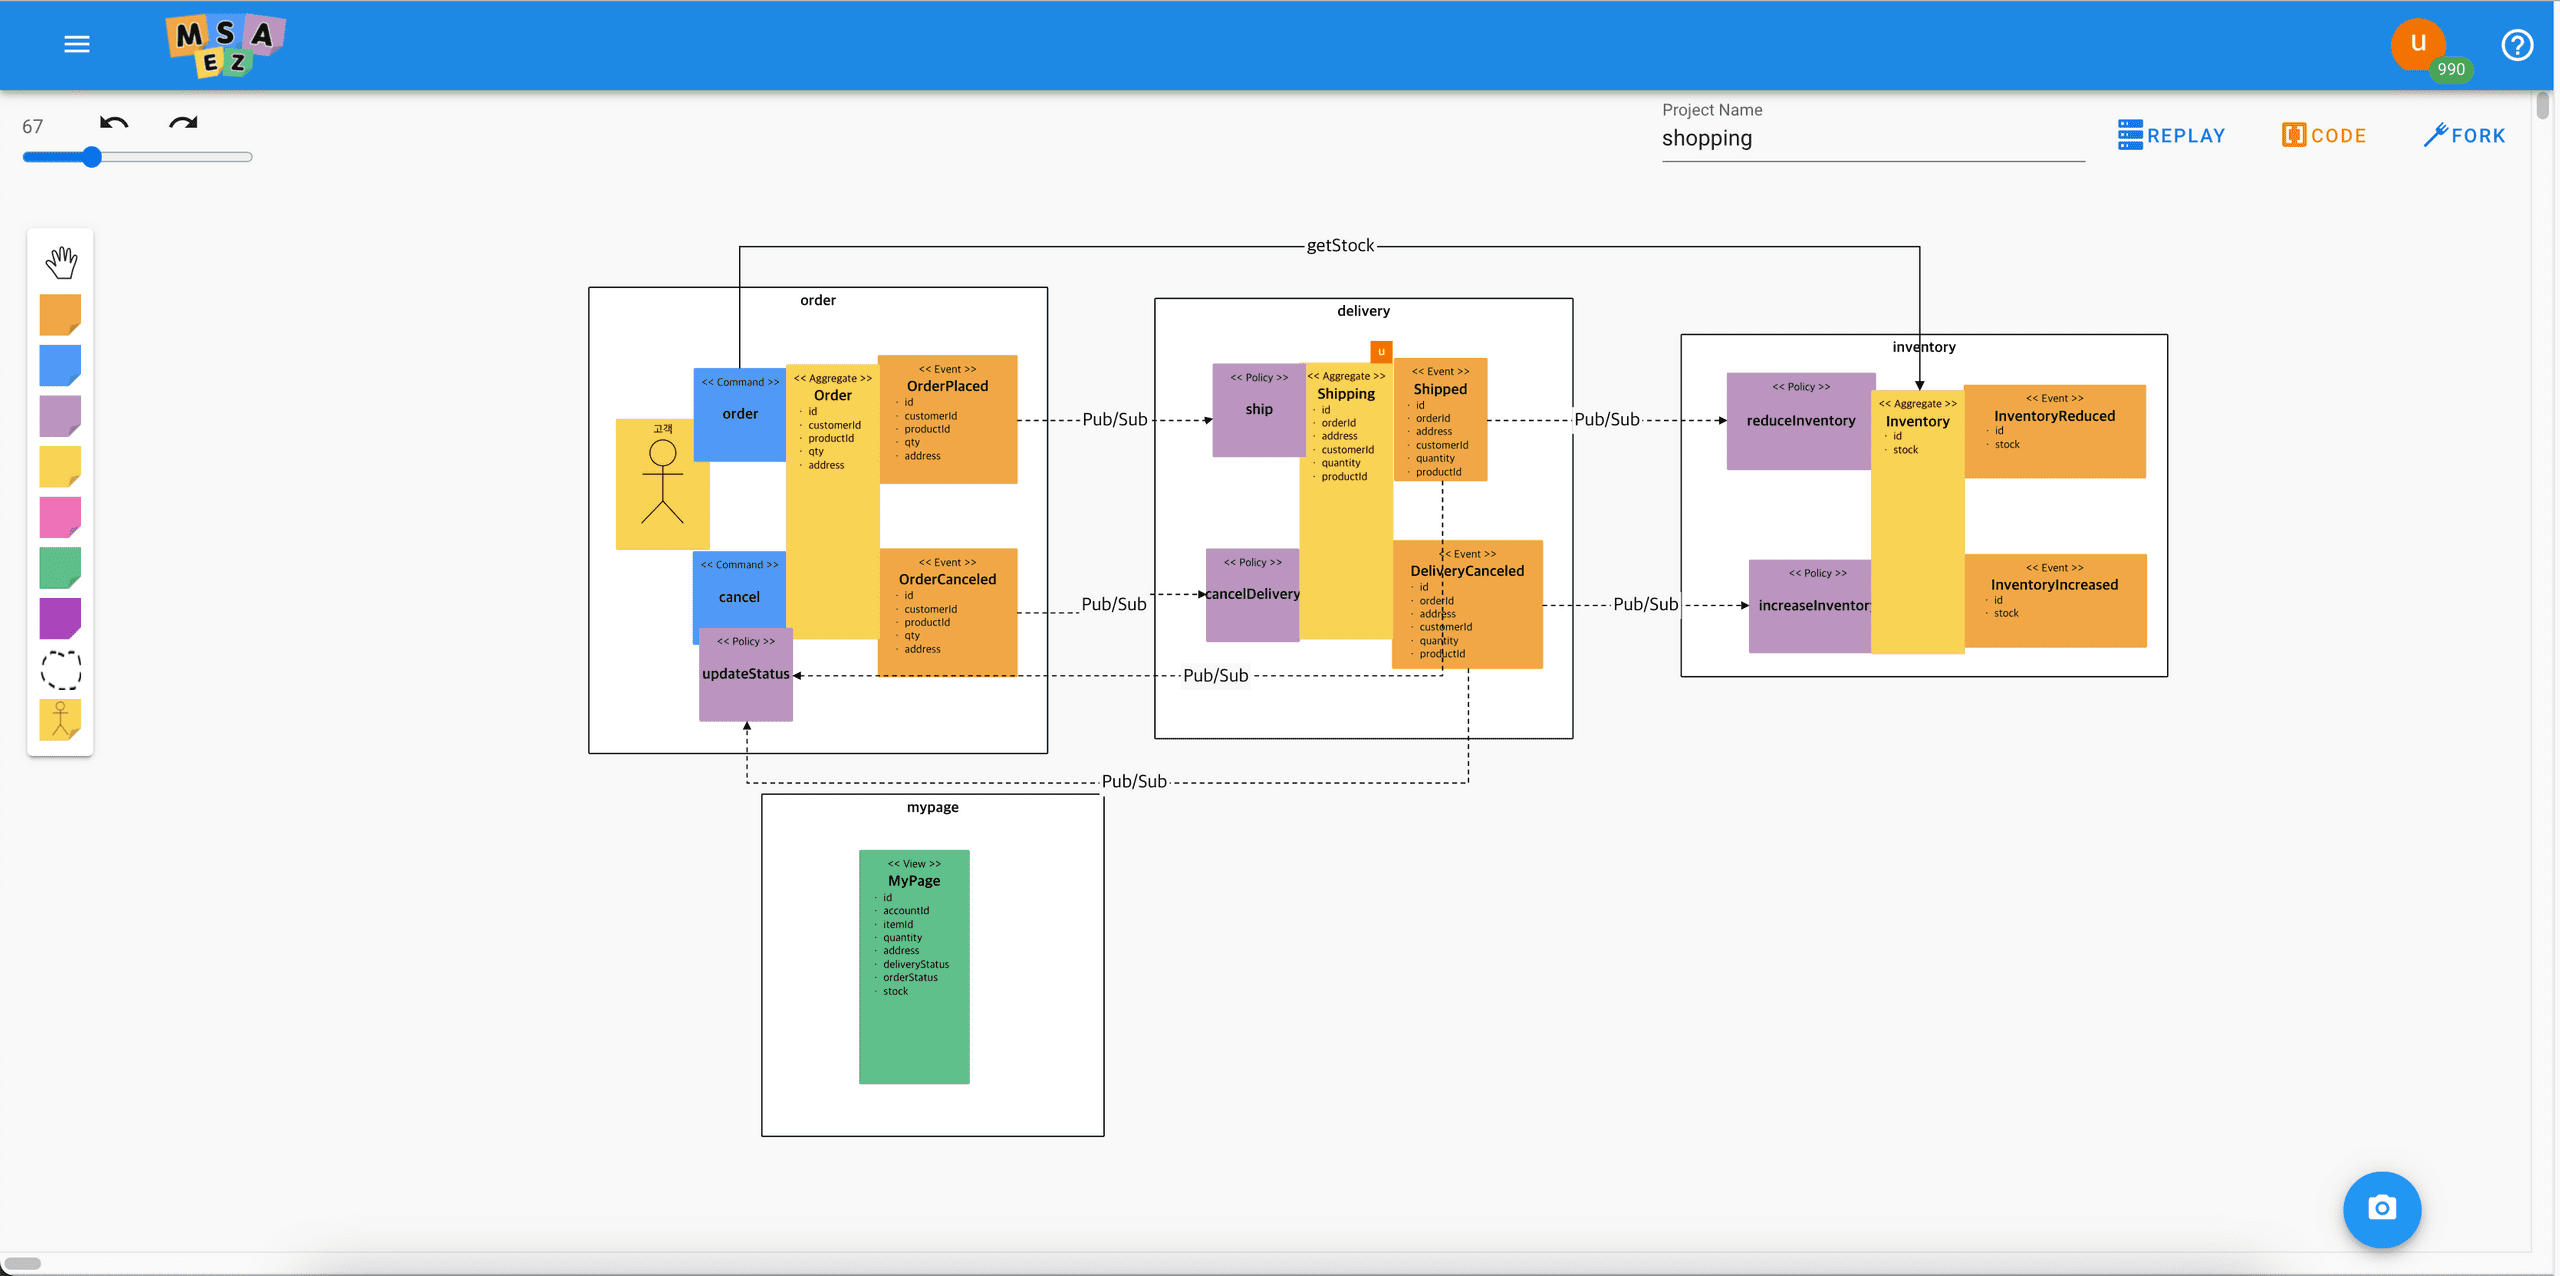 M S A
E Z
u
990
67
Project Name
shopping
REPLAY
CODE
FORK
getStock
order
<< Command >>
order
<< Aggregate >>
Order
· id
· customerId
· productId
· qty
· address
<< Event >>
OrderPlaced
· id
· customerId
· productId
· qty
· address
고객
<< Command >>
cancel
<< Event >>
OrderCanceled
· id
· customerId
· productId
· qty
· address
<< Policy >>
updateStatus
Pub/Sub
Pub/Sub
Pub/Sub
Pub/Sub
delivery
u
<< Policy >>
ship
<< Aggregate >>
Shipping
· id
· orderId
· address
· customerId
· quantity
· productId
<< Event >>
Shipped
· id
· orderId
· address
· customerId
· quantity
· productId
<< Policy >>
cancelDelivery
<< Event >>
DeliveryCanceled
· id
· orderId
· address
· customerId
· quantity
· productId
Pub/Sub
Pub/Sub
inventory
<< Policy >>
reduceInventory
<< Aggregate >>
Inventory
· id
· stock
<< Event >>
InventoryReduced
· id
· stock
<< Policy >>
increaseInventor
<< Event >>
InventoryIncreased
· id
· stock
mypage
<< View >>
MyPage
· id
· accountId
· itemId
· quantity
· address
· deliveryStatus
· orderStatus
· stock